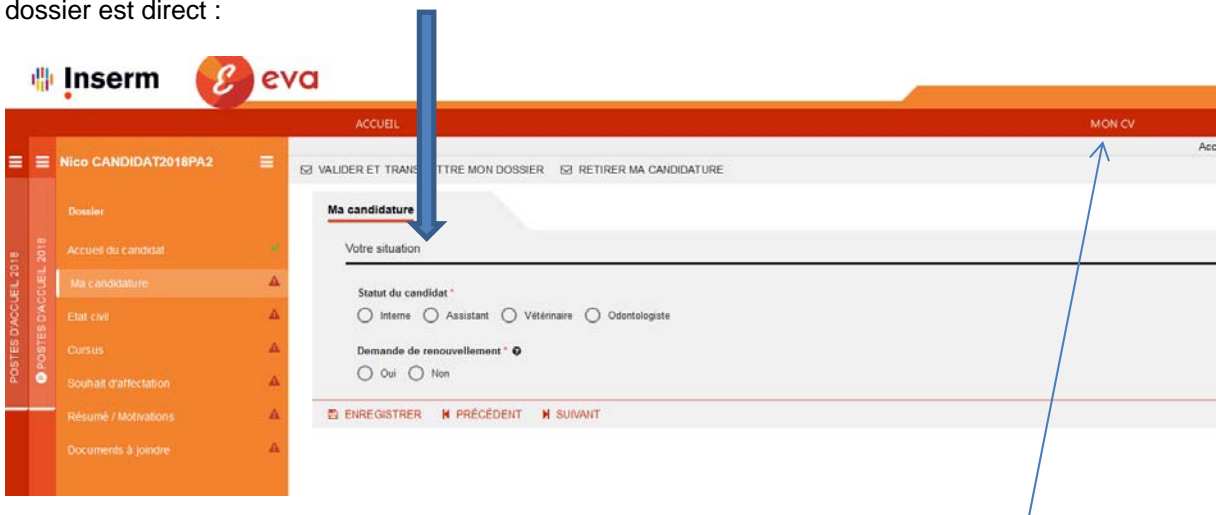 dossier est direct :
Inserm
eva
ACCUEIL MON CV
Acc
Nico CANDIDAT2018PA2
VALIDER ET TRANS TTRE MON DOSSIER RETIRER MA CANDIDATURE
Dossier
Accueil du candidat
Ma candidature
Etat civil
Cursus
Souhait d'affectation
Résumé / Motivations
Documents à joindre
POSTES D'ACCUEIL 2018
POSTES D'ACCUEIL 2018
Ma candidature
Votre situation
Statut du candidat *
Interne Assistant Vétérinaire Odontologiste
Demande de renouvellement *
Oui Non
ENREGISTRER PRÉCÉDENT SUIVANT